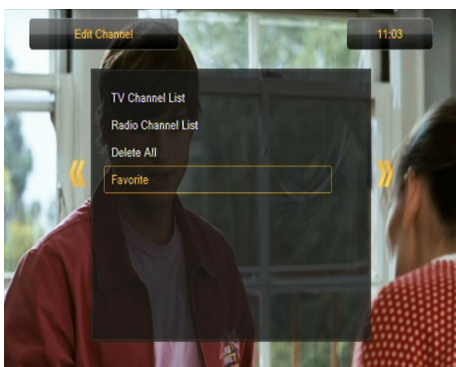 Edit Channel
11:03
TV Channel List
Radio Channel List
Delete All
Favorite